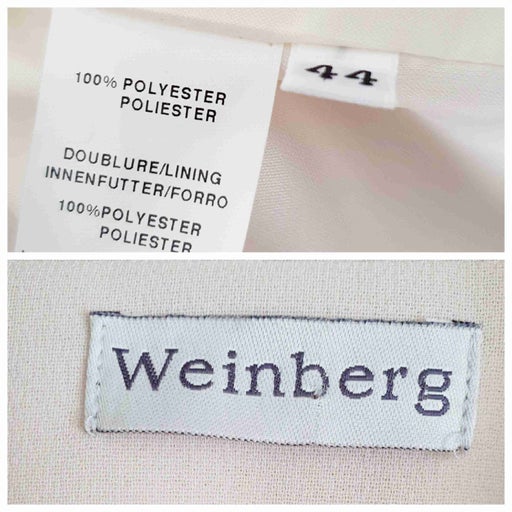 100% POLYESTER
POLIESTER
44
DOUBLURE/LINING
INNENFUTTER/FORRO
100%POLYESTER
POLIESTER
Weinberg